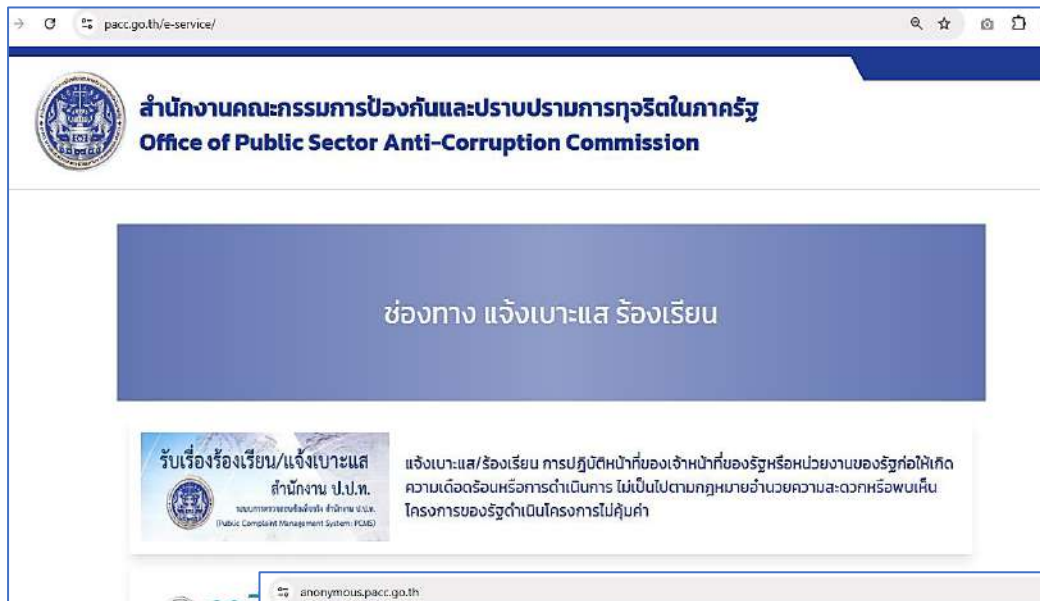 pacc.go.th/e-service/
สำนักงานคณะกรรมการป้องกันและปราบปรามการทุจริตในภาครัฐ
Office of Public Sector Anti-Corruption Commission
ช่องทาง แจ้งเบาะแส ร้องเรียน
รับเรื่องร้องเรียน/แจ้งเบาะแส
สำนักงาน ป.ป.ท.
(Public Complaint Management System: PCMS)
แจ้งเบาะแส/ร้องเรียน การปฏิบัติหน้าที่ของเจ้าหน้าที่ของรัฐหรือหน่วยงานของรัฐก่อให้เกิด
ความเดือดร้อนหรือการดำเนินการ ไม่เป็นไปตามกฎหมายอำนวยความสะดวกหรือพบเห็น
โครงการของรัฐดำเนินโครงการไม่คุ้มค่า
anonymous.pacc.go.th